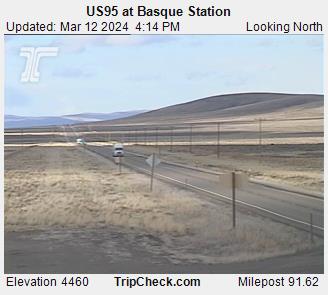 US95 at Basque Station
Updated: Mar 12 2024 4:14 PM Looking North
Elevation 4460 TripCheck.com Milepost 91.62